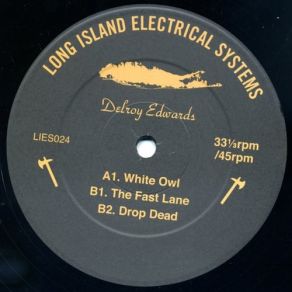 LONG ISLAND ELECTRICAL SYSTEMS
Delroy Edwards
LIES024
33⅓rpm
/45rpm
A1. White Owl
B1. The Fast Lane
B2. Drop Dead